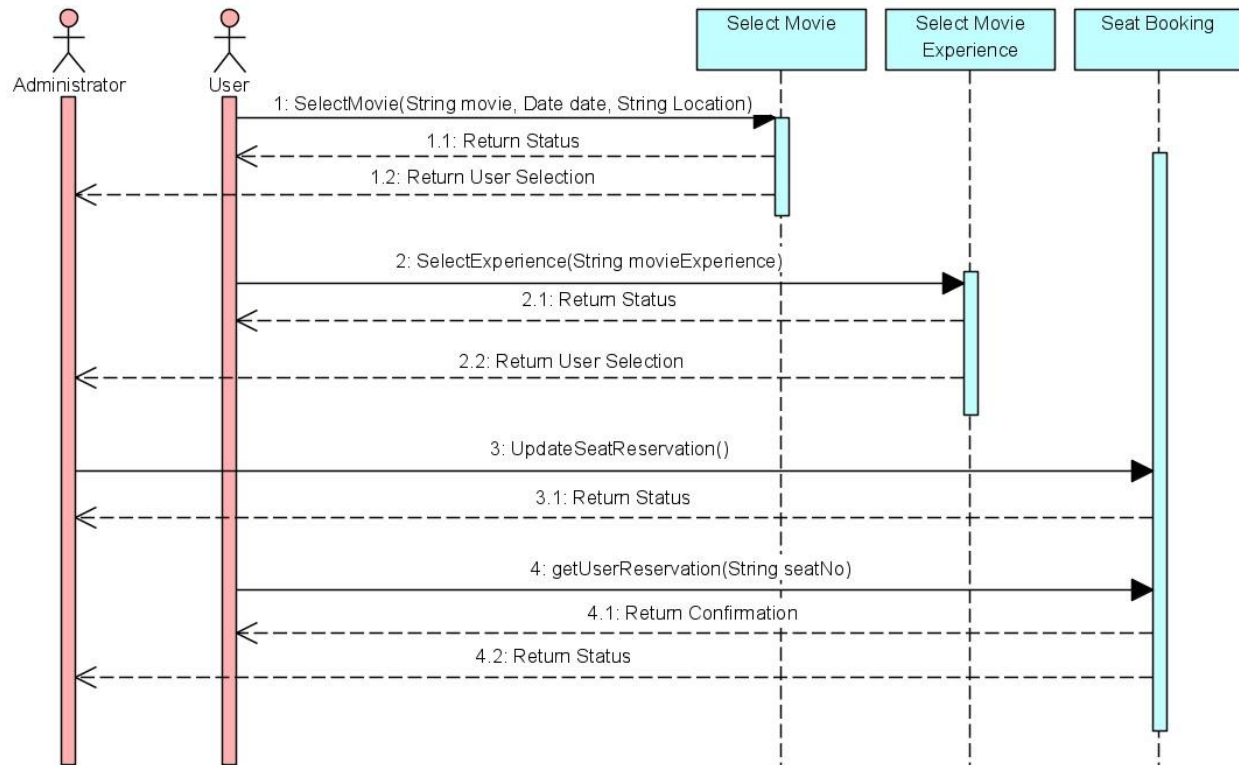 Select Movie
Select Movie
Experience
Seat Booking
Administrator
User
1: SelectMovie(String movie, Date date, String Location)
1.1: Return Status
1.2: Return User Selection
2: SelectExperience(String movieExperience)
2.1: Return Status
2.2: Return User Selection
3: UpdateSeatReservation()
3.1: Return Status
4: getUserReservation(String seatNo)
4.1: Return Confirmation
4.2: Return Status